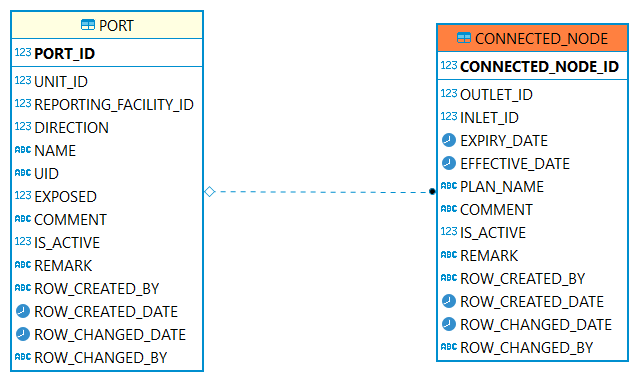 PORT
123 PORT_ID
123 UNIT_ID
123 REPORTING_FACILITY_ID
123 DIRECTION
ABC NAME
ABC UID
123 EXPOSED
ABC COMMENT
123 IS_ACTIVE
ABC REMARK
ABC ROW_CREATED_BY
ROW_CREATED_DATE
ROW_CHANGED_DATE
ABC ROW_CHANGED_BY
CONNECTED_NODE
123 CONNECTED_NODE_ID
123 OUTLET_ID
123 INLET_ID
EXPIRY_DATE
EFFECTIVE_DATE
ABC PLAN_NAME
ABC COMMENT
123 IS_ACTIVE
ABC REMARK
ABC ROW_CREATED_BY
ROW_CREATED_DATE
ROW_CHANGED_DATE
ABC ROW_CHANGED_BY